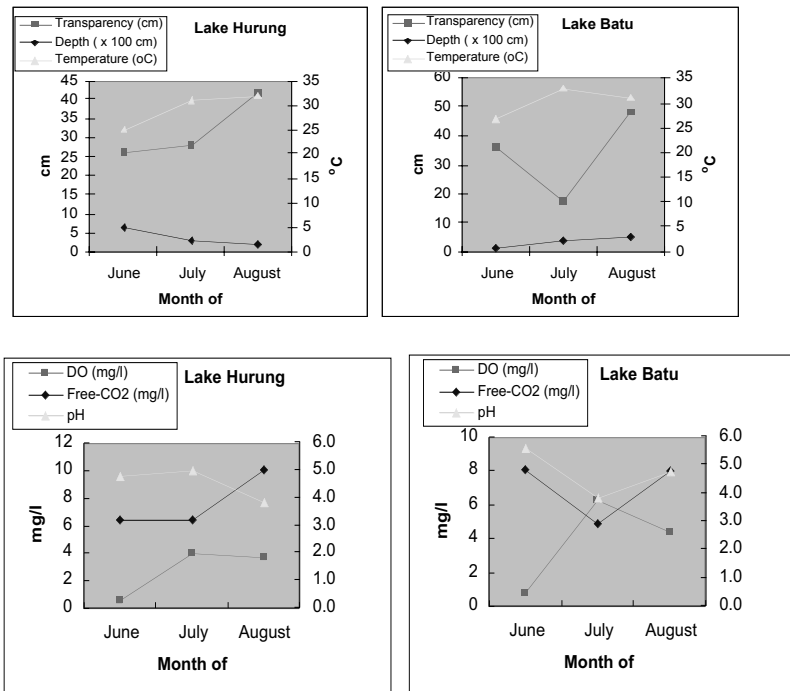 Lake Hurung
Transparency (cm)
Depth ( x 100 cm)
Temperature (oC)
45
40
35
30
25
20
15
10
5
0
cm
35
30
25
20
15
10
5
0
oC
June July August
Month of
Lake Batu
Transparency (cm)
Depth ( x 100 cm)
Temperature (oC)
60
50
40
30
20
10
0
cm
35
30
25
20
15
10
5
0
oC
June July August
Month of
Lake Hurung
DO (mg/l)
Free-CO2 (mg/l)
pH
12
10
8
6
4
2
0
mg/l
6.0
5.0
4.0
3.0
2.0
1.0
0.0
June July August
Month of
Lake Batu
DO (mg/l)
Free-CO2 (mg/l)
pH
10
8
6
4
2
0
mg/l
6.0
5.0
4.0
3.0
2.0
1.0
0.0
June July August
Month of